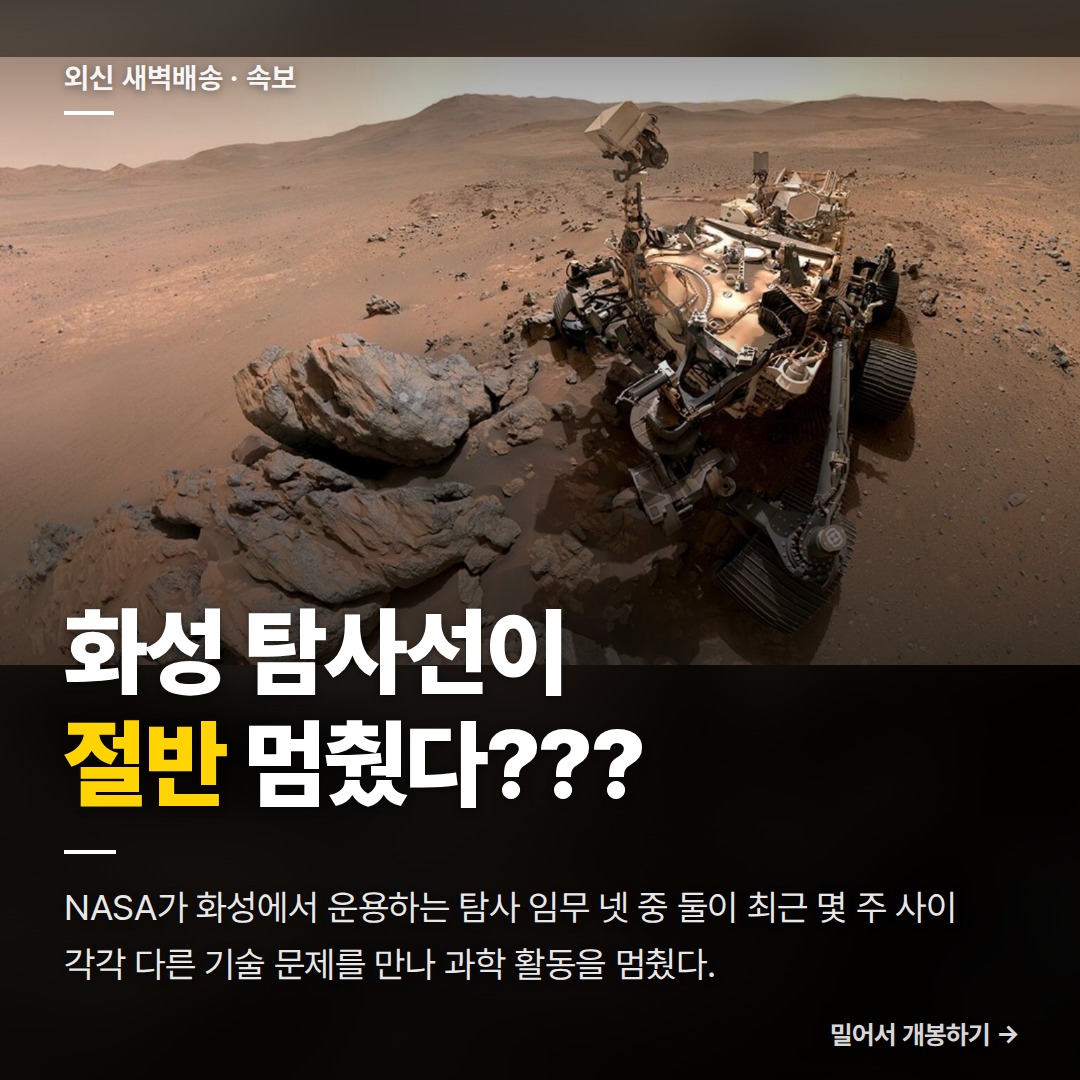 외신 새벽배송 · 속보
화성 탐사선이
절반 멈췄다???
NASA가 화성에서 운용하는 탐사 임무 넷 중 둘이 최근 몇 주 사이
각각 다른 기술 문제를 만나 과학 활동을 멈췄다.
밀어서 개봉하기 →